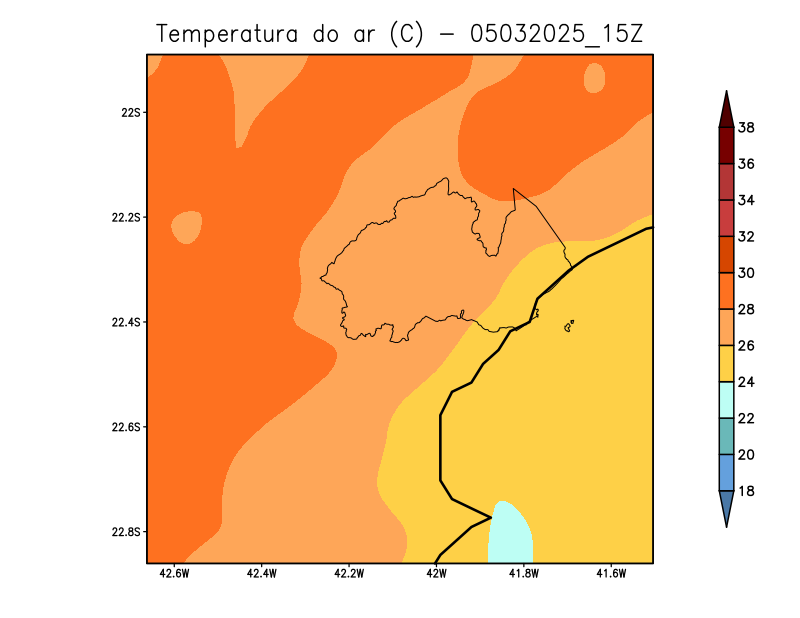 Temperatura do ar (C) – 05032025_15Z
38
36
34
32
30
28
26
24
22
20
18
22S
22.2S
22.4S
22.6S
22.8S
42.6W
42.4W
42.2W
42W
41.8W
41.6W